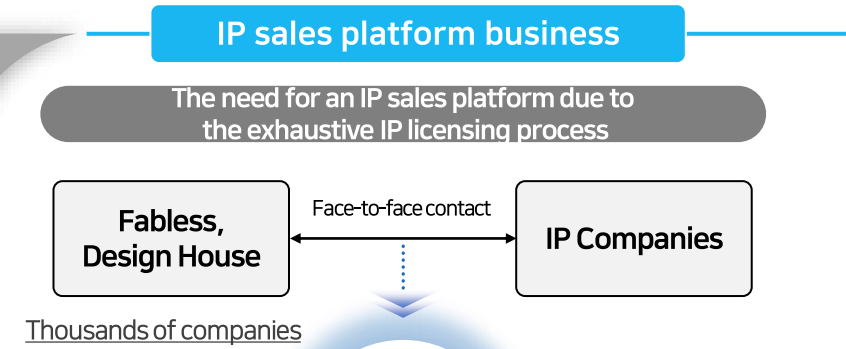 IP sales platform business
The need for an IP sales platform due to
the exhaustive IP licensing process
Face-to-face contact
Fabless,
Design House
IP Companies
Thousands of companies